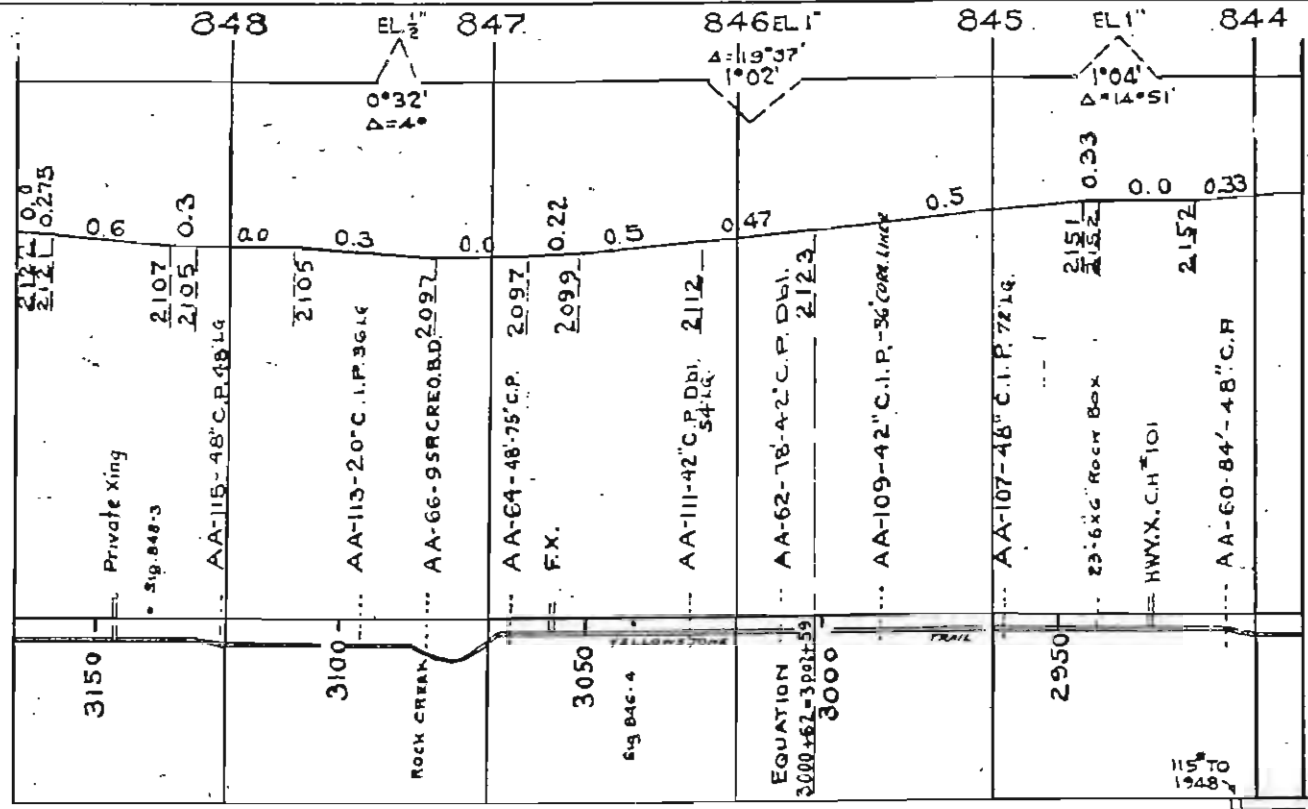 848
EL. ½"
847
846
EL 1"
845
EL 1"
844
Δ=19°37'
1°02'
0°32'
Δ=4°
1°04'
Δ=14°51'
0.0
0.275
0.6
0.3
0.0
0.3
0.0
0.22
0.5
0.47
0.5
0.33
0.0
0.33
2121
2107
2105
2105
2097
2097
2099
2112
2123
2151
2152
2152
Private Xing
Sig. 848-3
AA-115-48" C.P. 48' LG
AA-113-20" C.I.P. 36 LG
AA-66-9 SP. CREO. B.D.
AA-64-48'-75" C.P.
F.X.
AA-111-42" C.P. Dbl.
54' LG.
AA-62-78'-42" C.P. Dbl.
AA-109-42" C.I.P.-36" CORR. LINER
AA-107-48" C.I.P. 72' LG.
23'-6'x6' Rock Box
HWY. X. C.H #101
AA-60-84'-48" C.P.
YELLOWSTONE
TRAIL
3150
3100
ROCK CREEK
3050
Sig 846-4
EQUATION
3000+62=3003+59
3000
2950
115# TO
1948